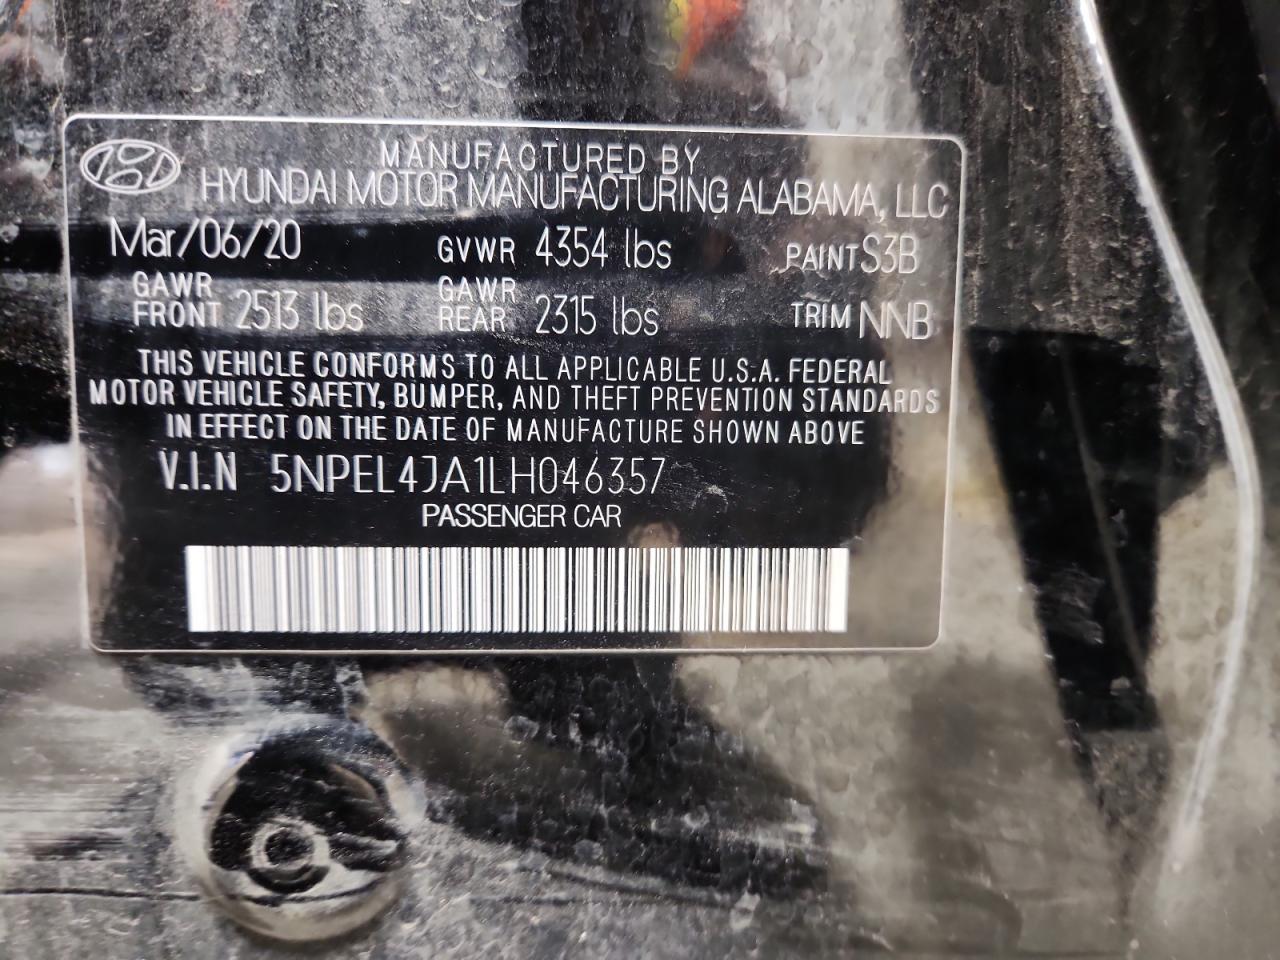 MANUFACTURED BY
HYUNDAI MOTOR MANUFACTURING ALABAMA, LLC
Mar/06/20 GVWR 4354 lbs PAINT S3B
GAWR FRONT 2513 lbs GAWR REAR 2315 lbs TRIM NNB
THIS VEHICLE CONFORMS TO ALL APPLICABLE U.S.A. FEDERAL
MOTOR VEHICLE SAFETY, BUMPER, AND THEFT PREVENTION STANDARDS
IN EFFECT ON THE DATE OF MANUFACTURE SHOWN ABOVE
V.I.N 5NPEL4JA1LH046357
PASSENGER CAR